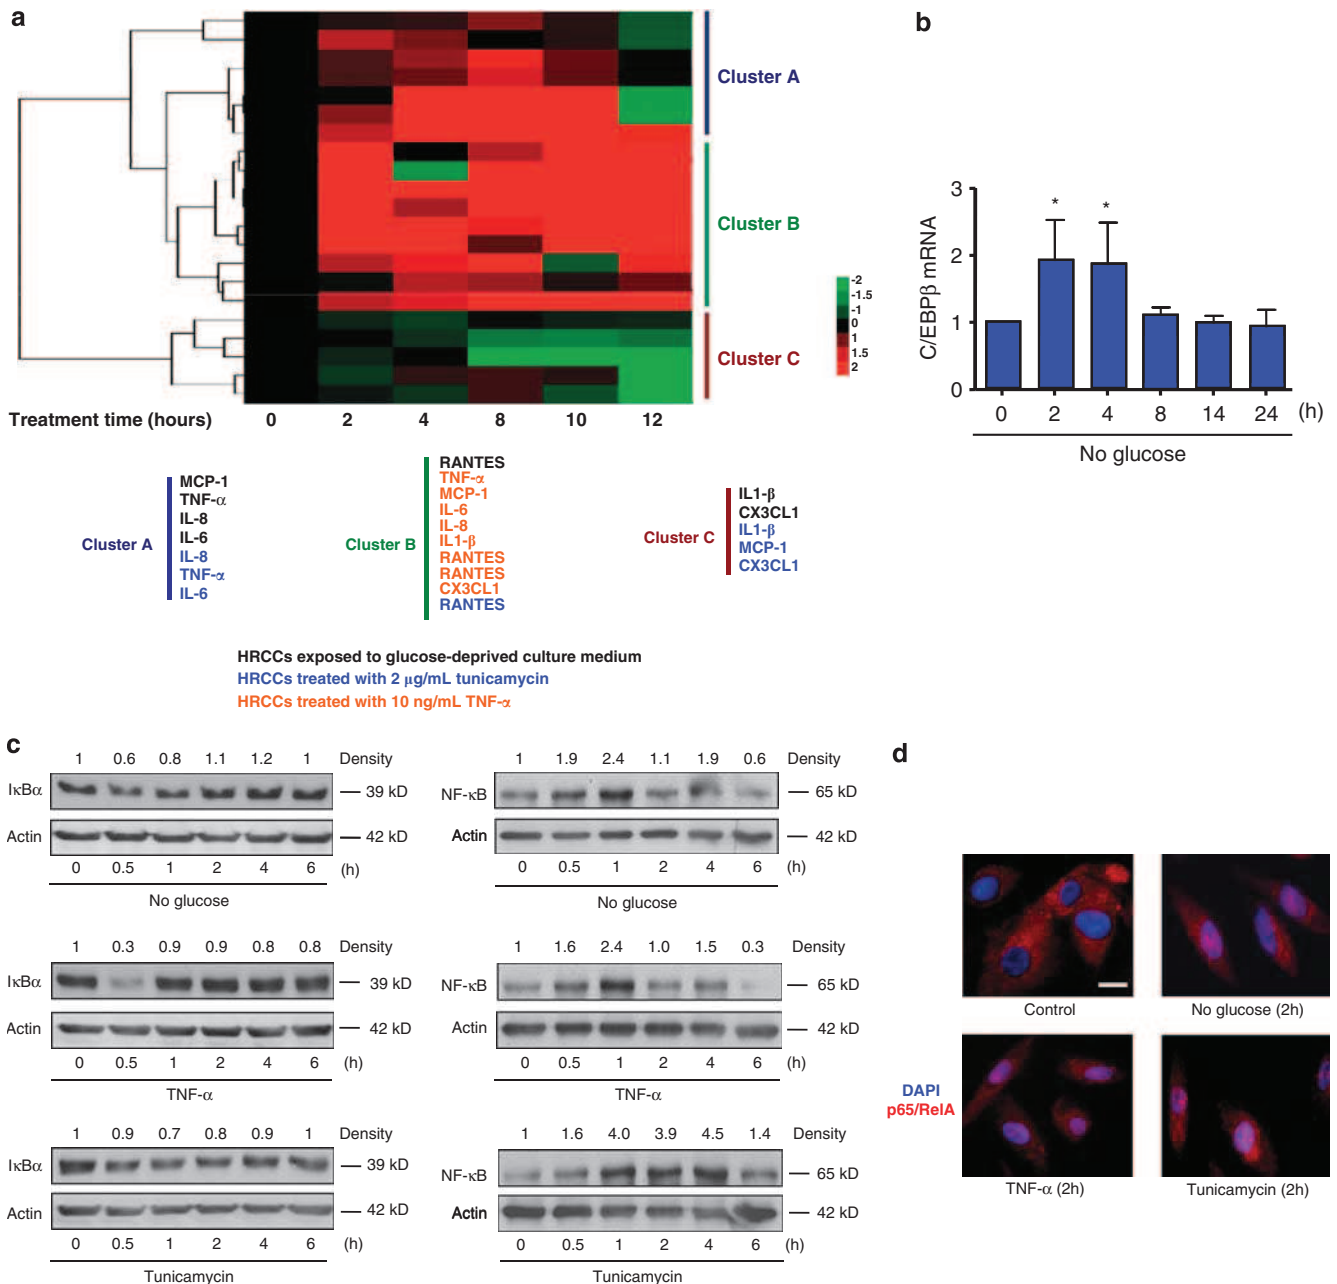 a
Cluster A
Cluster B
Cluster C
-2
-1.5
-1
0
1
1.5
2
Treatment time (hours) 0 2 4 8 10 12
Cluster A
MCP-1
TNF-α
IL-8
IL-6
IL-8
TNF-α
IL-6
Cluster B
RANTES
TNF-α
MCP-1
IL-6
IL-8
IL1-β
RANTES
RANTES
CX3CL1
RANTES
Cluster C
IL1-β
CX3CL1
IL1-β
MCP-1
CX3CL1
HRCCs exposed to glucose-deprived culture medium
HRCCs treated with 2 μg/mL tunicamycin
HRCCs treated with 10 ng/mL TNF-α
b
C/EBPβ mRNA
3
2
1
0
* *
0 2 4 8 14 24 (h)
No glucose
c
1 0.6 0.8 1.1 1.2 1 Density
IκBα 39 kD
Actin 42 kD
0 0.5 1 2 4 6 (h)
No glucose
1 1.9 2.4 1.1 1.9 0.6 Density
NF-κB 65 kD
Actin 42 kD
0 0.5 1 2 4 6 (h)
No glucose
1 0.3 0.9 0.9 0.8 0.8 Density
IκBα 39 kD
Actin 42 kD
0 0.5 1 2 4 6 (h)
TNF-α
1 1.6 2.4 1.0 1.5 0.3 Density
NF-κB 65 kD
Actin 42 kD
0 0.5 1 2 4 6 (h)
TNF-α
1 0.9 0.7 0.8 0.9 1 Density
IκBα 39 kD
Actin 42 kD
0 0.5 1 2 4 6 (h)
Tunicamycin
1 1.6 4.0 3.9 4.5 1.4 Density
NF-κB 65 kD
Actin 42 kD
0 0.5 1 2 4 6 (h)
Tunicamycin
d
Control
No glucose (2h)
DAPI
p65/RelA
TNF-α (2h)
Tunicamycin (2h)